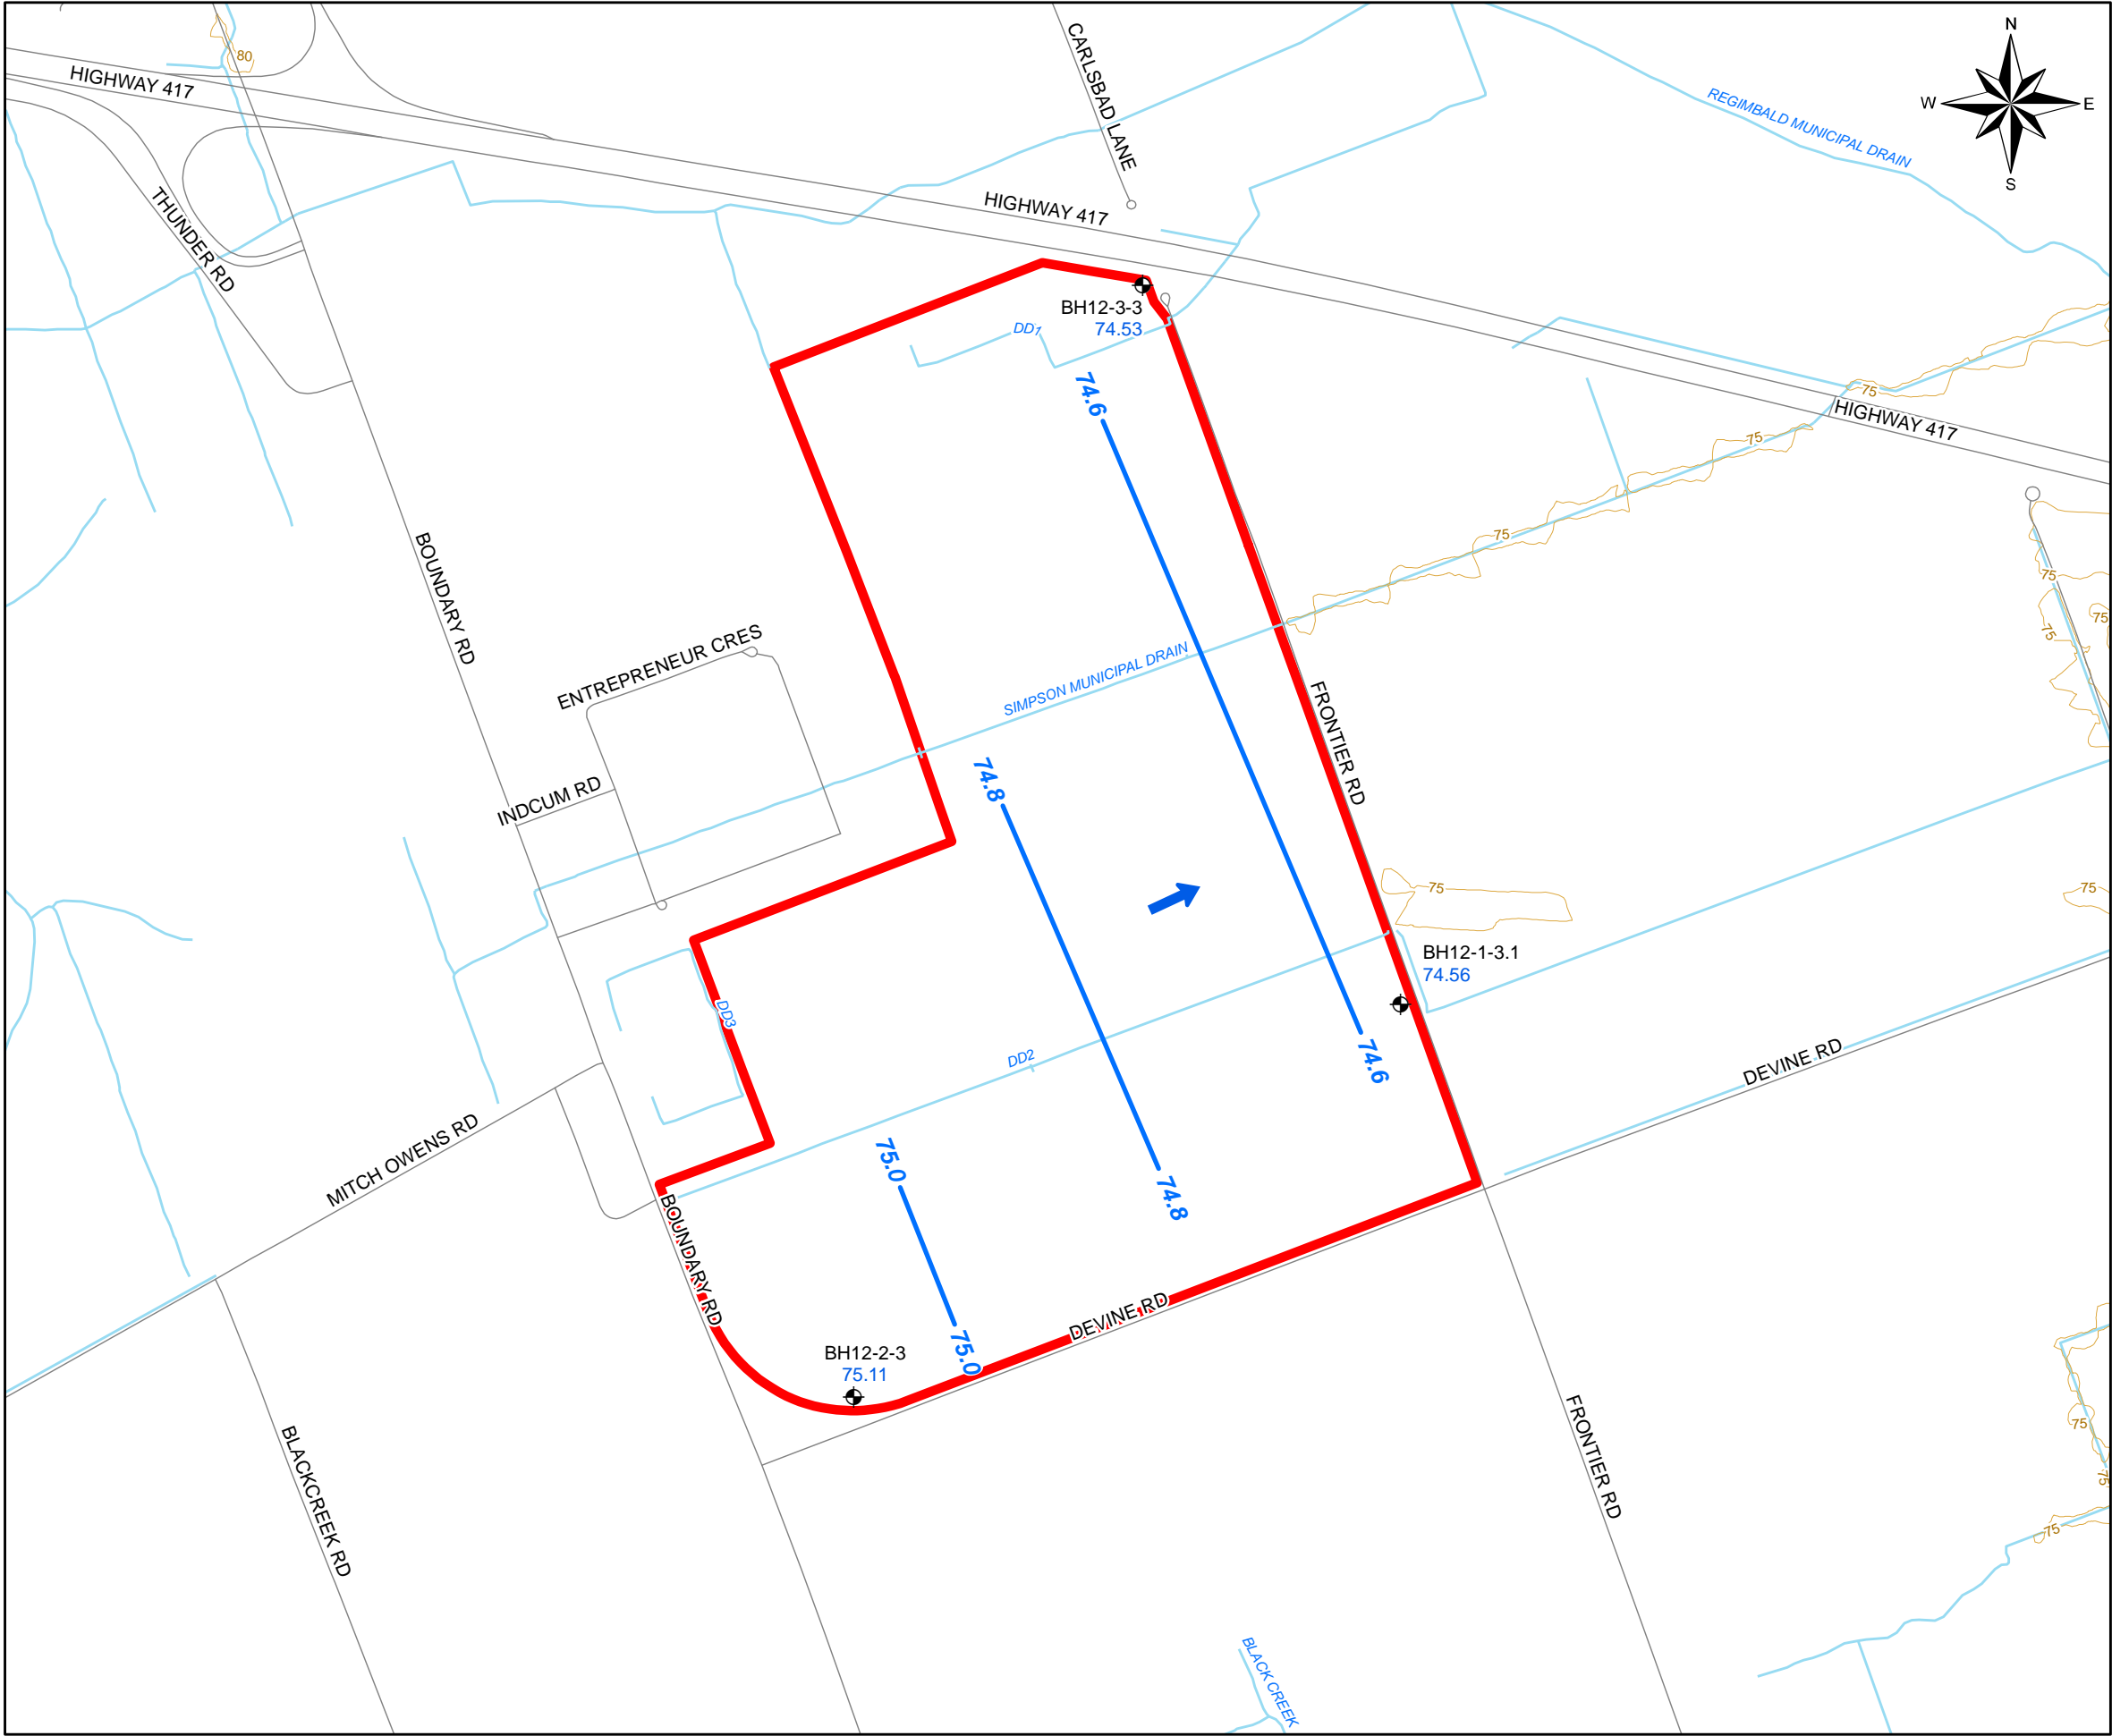 N
W
E
S
80
HIGHWAY 417
CARLSBAD LANE
REGIMBALD MUNICIPAL DRAIN
THUNDER RD
HIGHWAY 417
BH12-3-3
74.53
DD1
74.6
75
HIGHWAY 417
75
75
BOUNDARY RD
75
75
75
ENTREPRENEUR CRES
SIMPSON MUNICIPAL DRAIN
FRONTIER RD
INDCUM RD
74.8
75
75
BH12-1-3.1
74.56
DD3
DD2
74.6
DEVINE RD
MITCH OWENS RD
75.0
74.8
BOUNDARY RD
DEVINE RD
75.0
BH12-2-3
75.11
75
75
75
FRONTIER RD
BLACKCREEK RD
BLACK CREEK